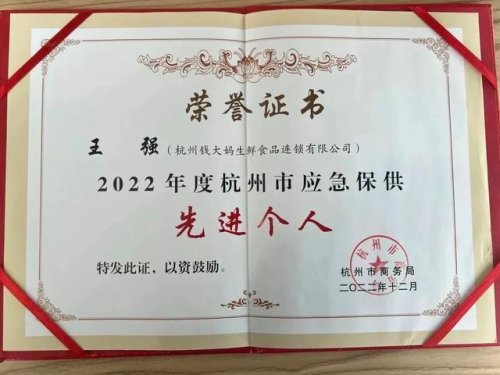 荣誉证书
王 强（杭州钱大妈生鲜食品连锁有限公司）
2022年度杭州市应急保供
先进个人
特发此证，以资鼓励。
杭州市商务局
二〇二二年十二月
杭州市